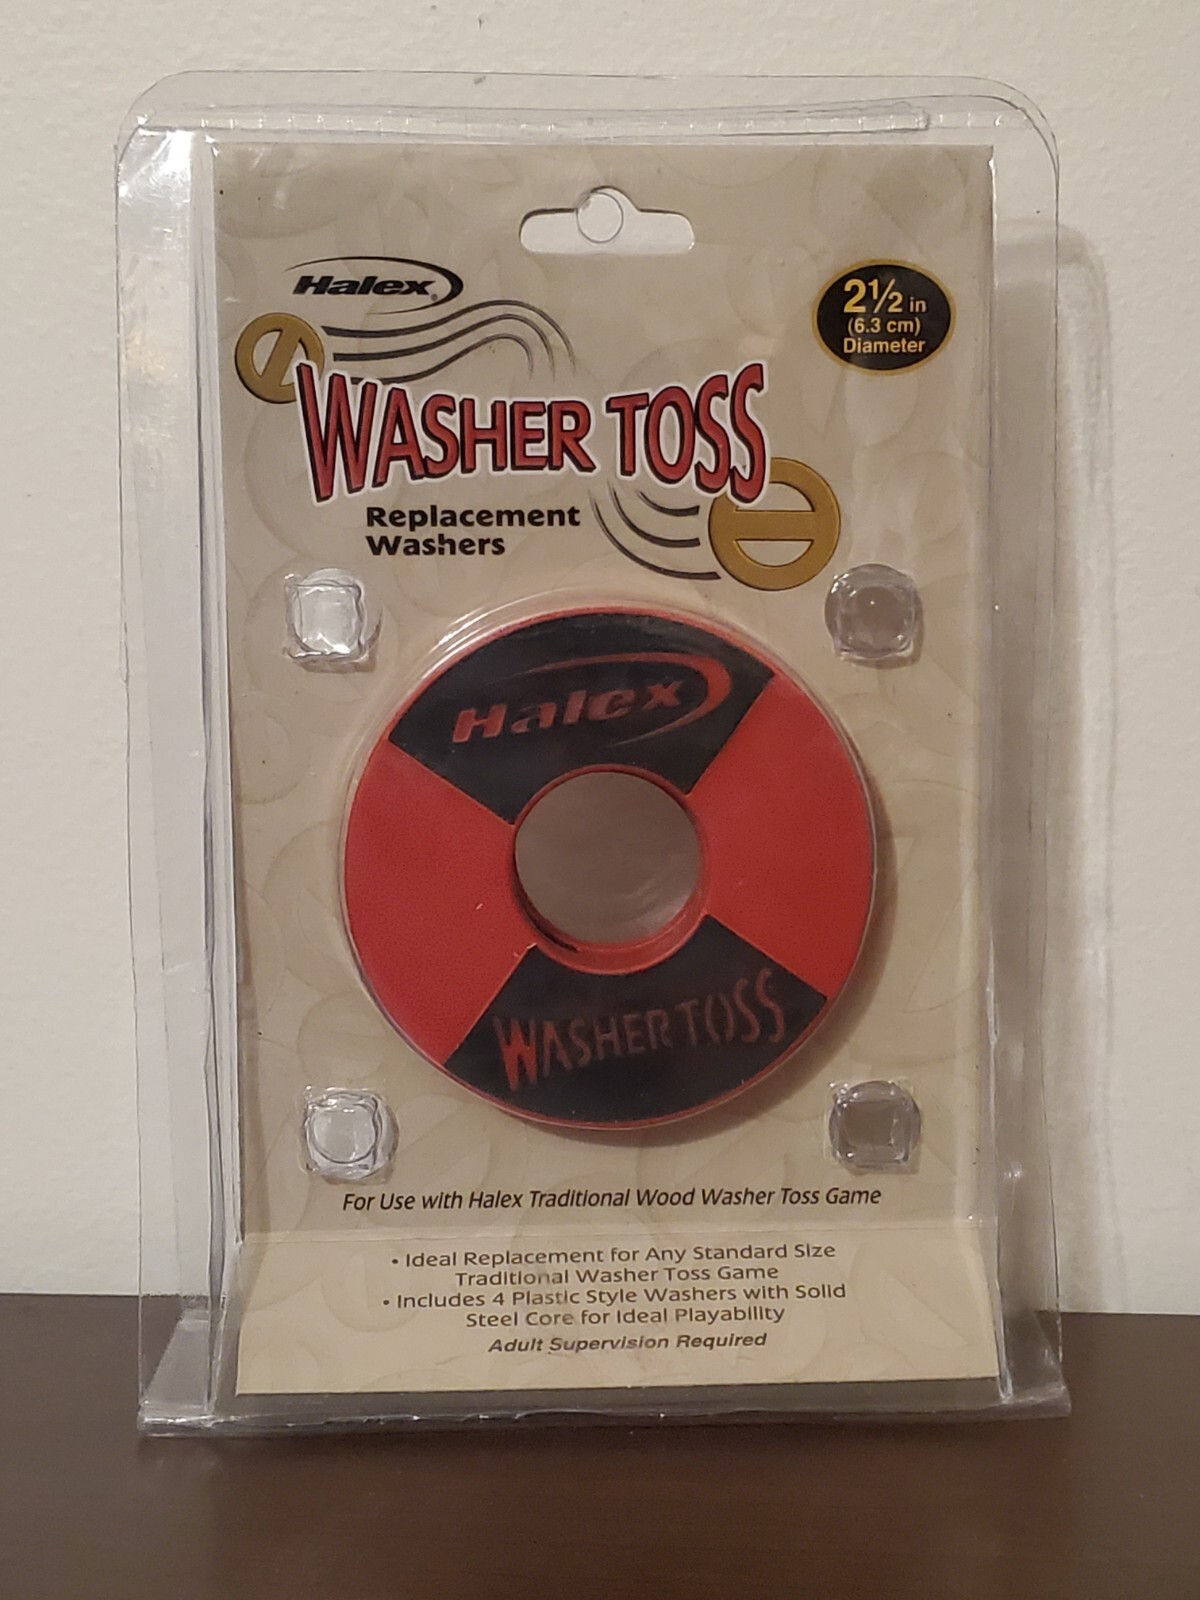 Halex®
2½ in
(6.3 cm)
Diameter
WASHER TOSS
Replacement
Washers
Halex
WASHER TOSS
For Use with Halex Traditional Wood Washer Toss Game
• Ideal Replacement for Any Standard Size
Traditional Washer Toss Game
• Includes 4 Plastic Style Washers with Solid
Steel Core for Ideal Playability
Adult Supervision Required